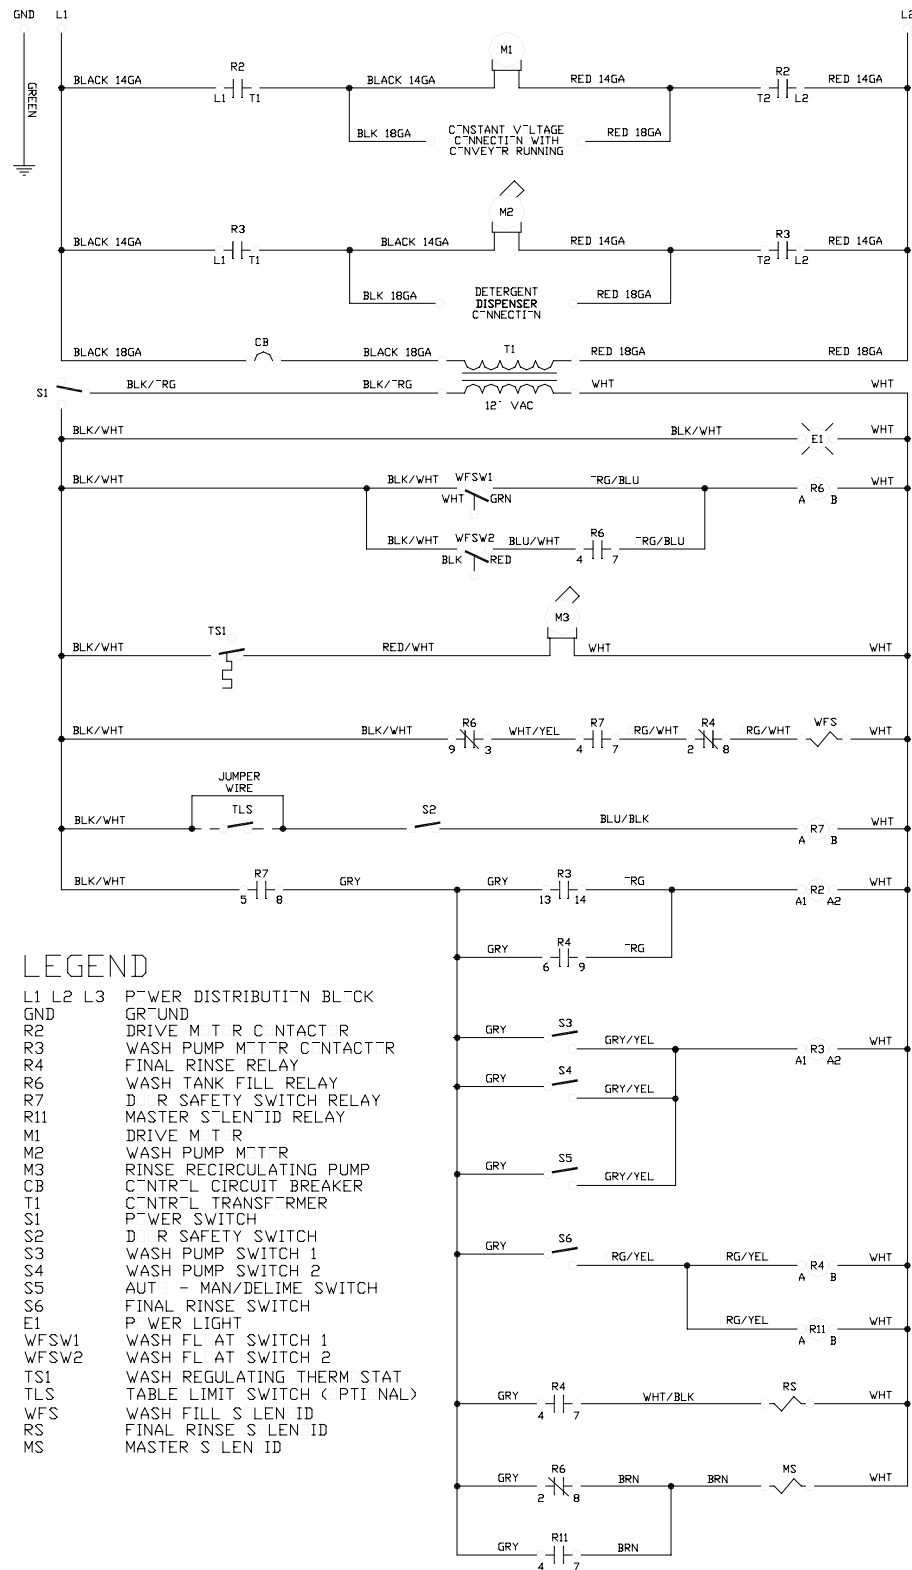 GND L1 L2
GREEN
M1
BLACK 14GA R2 BLACK 14GA RED 14GA R2 RED 14GA
L1 T1 T2 L2
BLK 18GA C‾NSTANT V‾LTAGE RED 18GA
C‾NNECTI‾N WITH
C‾NVEY‾R RUNNING
M2
BLACK 14GA R3 BLACK 14GA RED 14GA R3 RED 14GA
L1 T1 T2 L2
BLK 18GA DETERGENT RED 18GA
DISPENSER
C‾NNECTI‾N
BLACK 18GA CB BLACK 18GA T1 RED 18GA RED 18GA
S1 BLK/‾RG BLK/‾RG WHT WHT
12‾ VAC
BLK/WHT BLK/WHT E1 WHT
BLK/WHT BLK/WHT WFSW1 ‾RG/BLU R6 WHT
WHT GRN A B
BLK/WHT WFSW2 BLU/WHT R6 ‾RG/BLU
BLK RED 4 7
TS1 M3
BLK/WHT RED/WHT WHT WHT
BLK/WHT BLK/WHT R6 WHT/YEL R7 RG/WHT R4 RG/WHT WFS WHT
9 3 4 7 2 8
JUMPER
WIRE
BLK/WHT TLS S2 BLU/BLK R7 WHT
A B
BLK/WHT R7 GRY GRY R3 ‾RG R2 WHT
5 8 13 14 A1 A2
GRY R4 ‾RG
6 9
GRY S3 GRY/YEL R3 WHT
A1 A2
GRY S4 GRY/YEL
GRY S5 GRY/YEL
GRY S6 RG/YEL RG/YEL R4 WHT
A B
RG/YEL R11 WHT
A B
GRY R4 WHT/BLK RS WHT
4 7
GRY R6 BRN BRN MS WHT
2 8
GRY R11 BRN
4 7
LEGEND
L1 L2 L3 P‾WER DISTRIBUTI‾N BL‾CK
GND GR‾UND
R2 DRIVE M T R C NTACT R
R3 WASH PUMP M‾T‾R C‾NTACT‾R
R4 FINAL RINSE RELAY
R6 WASH TANK FILL RELAY
R7 D R SAFETY SWITCH RELAY
R11 MASTER S‾LEN‾ID RELAY
M1 DRIVE M T R
M2 WASH PUMP M‾T‾R
M3 RINSE RECIRCULATING PUMP
CB C‾NTR‾L CIRCUIT BREAKER
T1 C‾NTR‾L TRANSF‾RMER
S1 P‾WER SWITCH
S2 D R SAFETY SWITCH
S3 WASH PUMP SWITCH 1
S4 WASH PUMP SWITCH 2
S5 AUT - MAN/DELIME SWITCH
S6 FINAL RINSE SWITCH
E1 P WER LIGHT
WFSW1 WASH FL AT SWITCH 1
WFSW2 WASH FL AT SWITCH 2
TS1 WASH REGULATING THERM STAT
TLS TABLE LIMIT SWITCH ( PTI NAL)
WFS WASH FILL S LEN ID
RS FINAL RINSE S LEN ID
MS MASTER S LEN ID